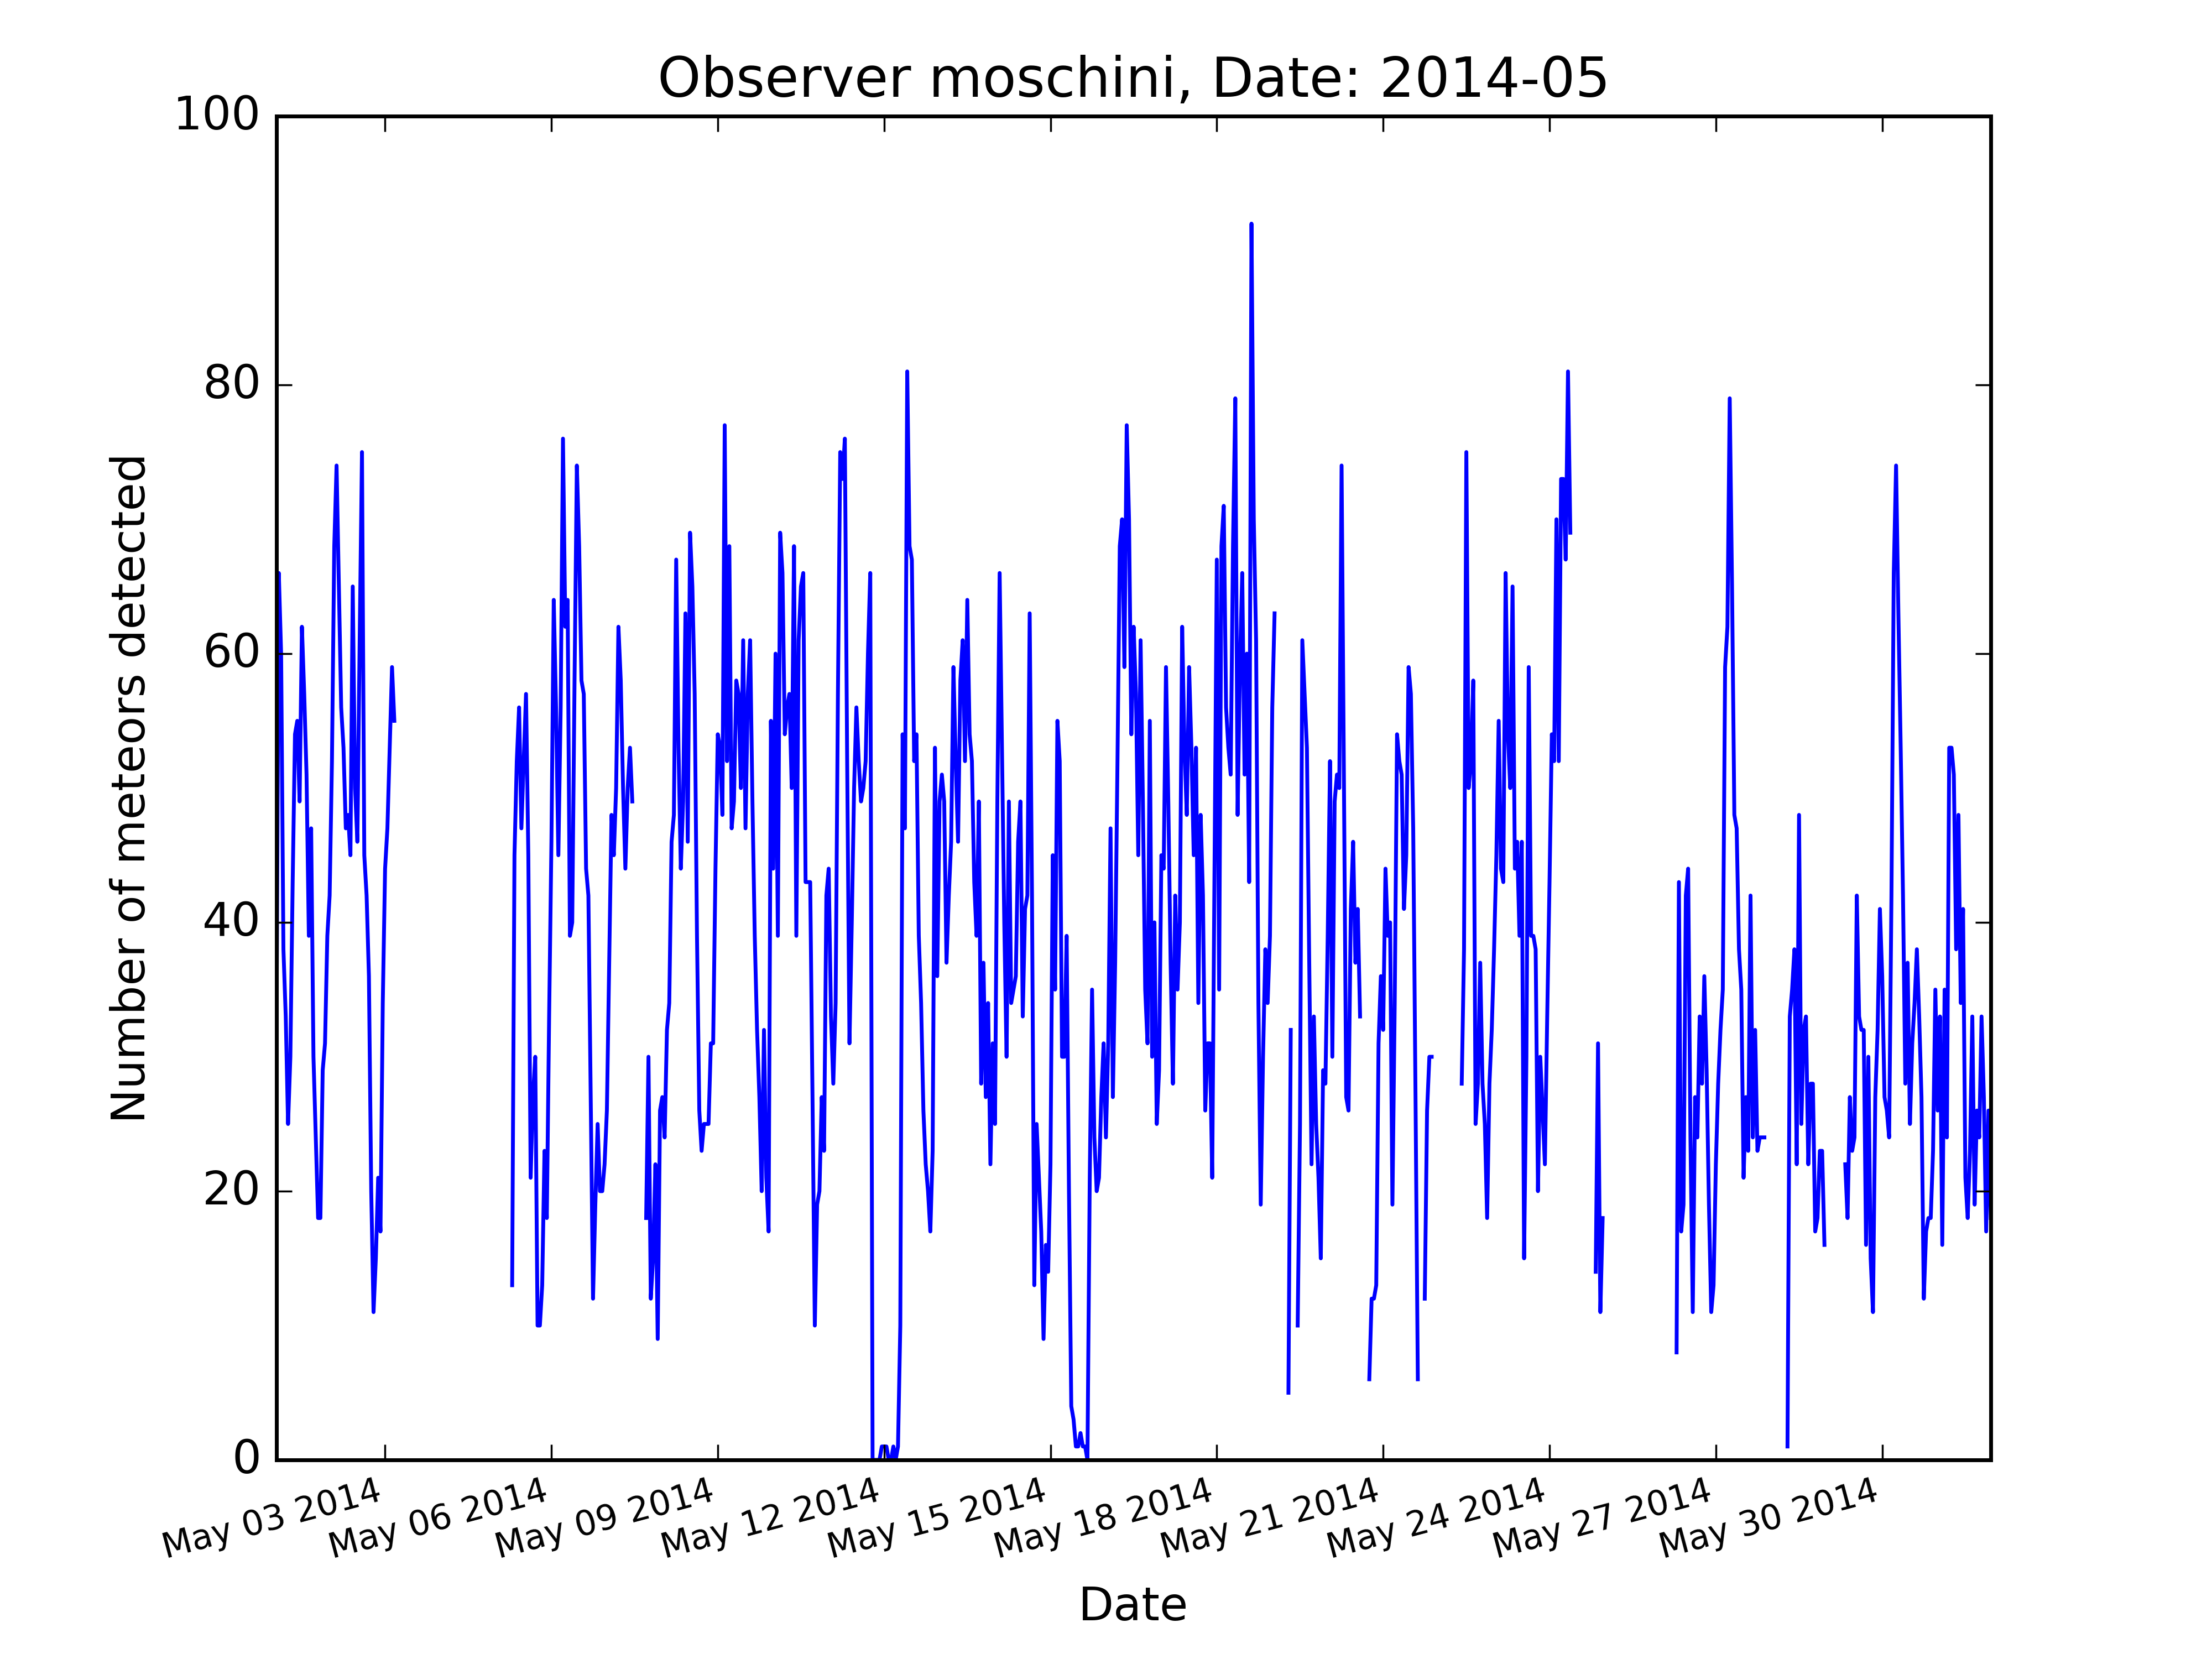 Observer moschini, Date: 2014-05
100
80
60
40
20
0
Number of meteors detected
May 03 2014
May 06 2014
May 09 2014
May 12 2014
May 15 2014
May 18 2014
May 21 2014
May 24 2014
May 27 2014
May 30 2014
Date